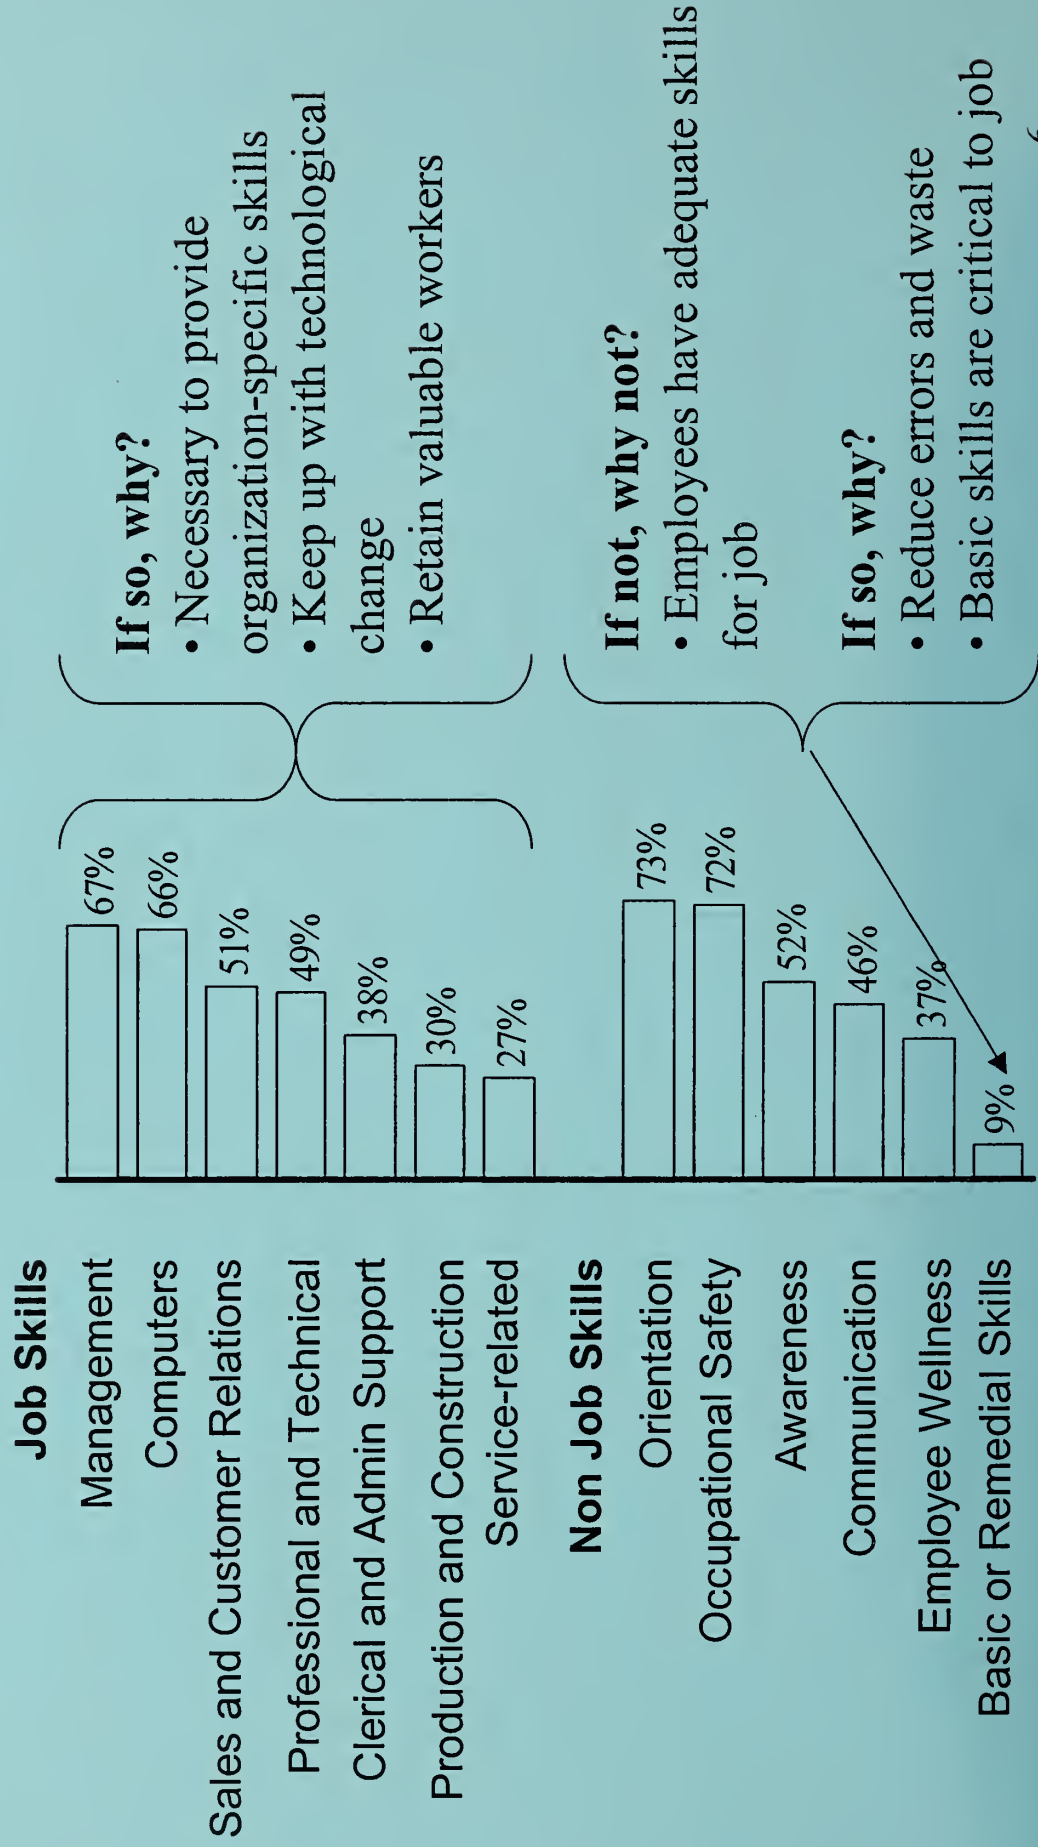 Job Skills
Management 67%
Computers 66%
Sales and Customer Relations 51%
Professional and Technical 49%
Clerical and Admin Support 38%
Production and Construction 30%
Service-related 27%
If so, why?
• Necessary to provide
organization-specific skills
• Keep up with technological
change
• Retain valuable workers
Non Job Skills
Orientation 73%
Occupational Safety 72%
Awareness 52%
Communication 46%
Employee Wellness 37%
Basic or Remedial Skills 9%
If not, why not?
• Employees have adequate skills
for job
If so, why?
• Reduce errors and waste
• Basic skills are critical to job